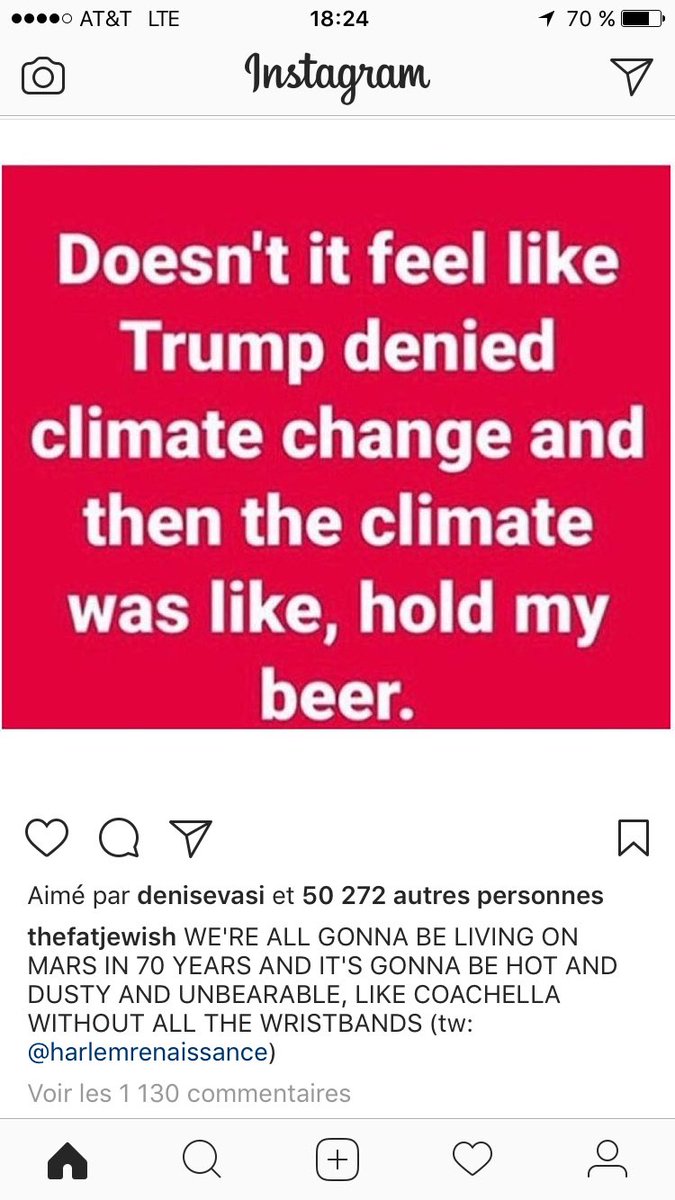 AT&T LTE 18:24 70 %
Instagram
Doesn't it feel like
Trump denied
climate change and
then the climate
was like, hold my
beer.
Aimé par denisevasi et 50 272 autres personnes
thefatjewish WE'RE ALL GONNA BE LIVING ON
MARS IN 70 YEARS AND IT'S GONNA BE HOT AND
DUSTY AND UNBEARABLE, LIKE COACHELLA
WITHOUT ALL THE WRISTBANDS (tw:
@harlemrenaissance)
Voir les 1 130 commentaires